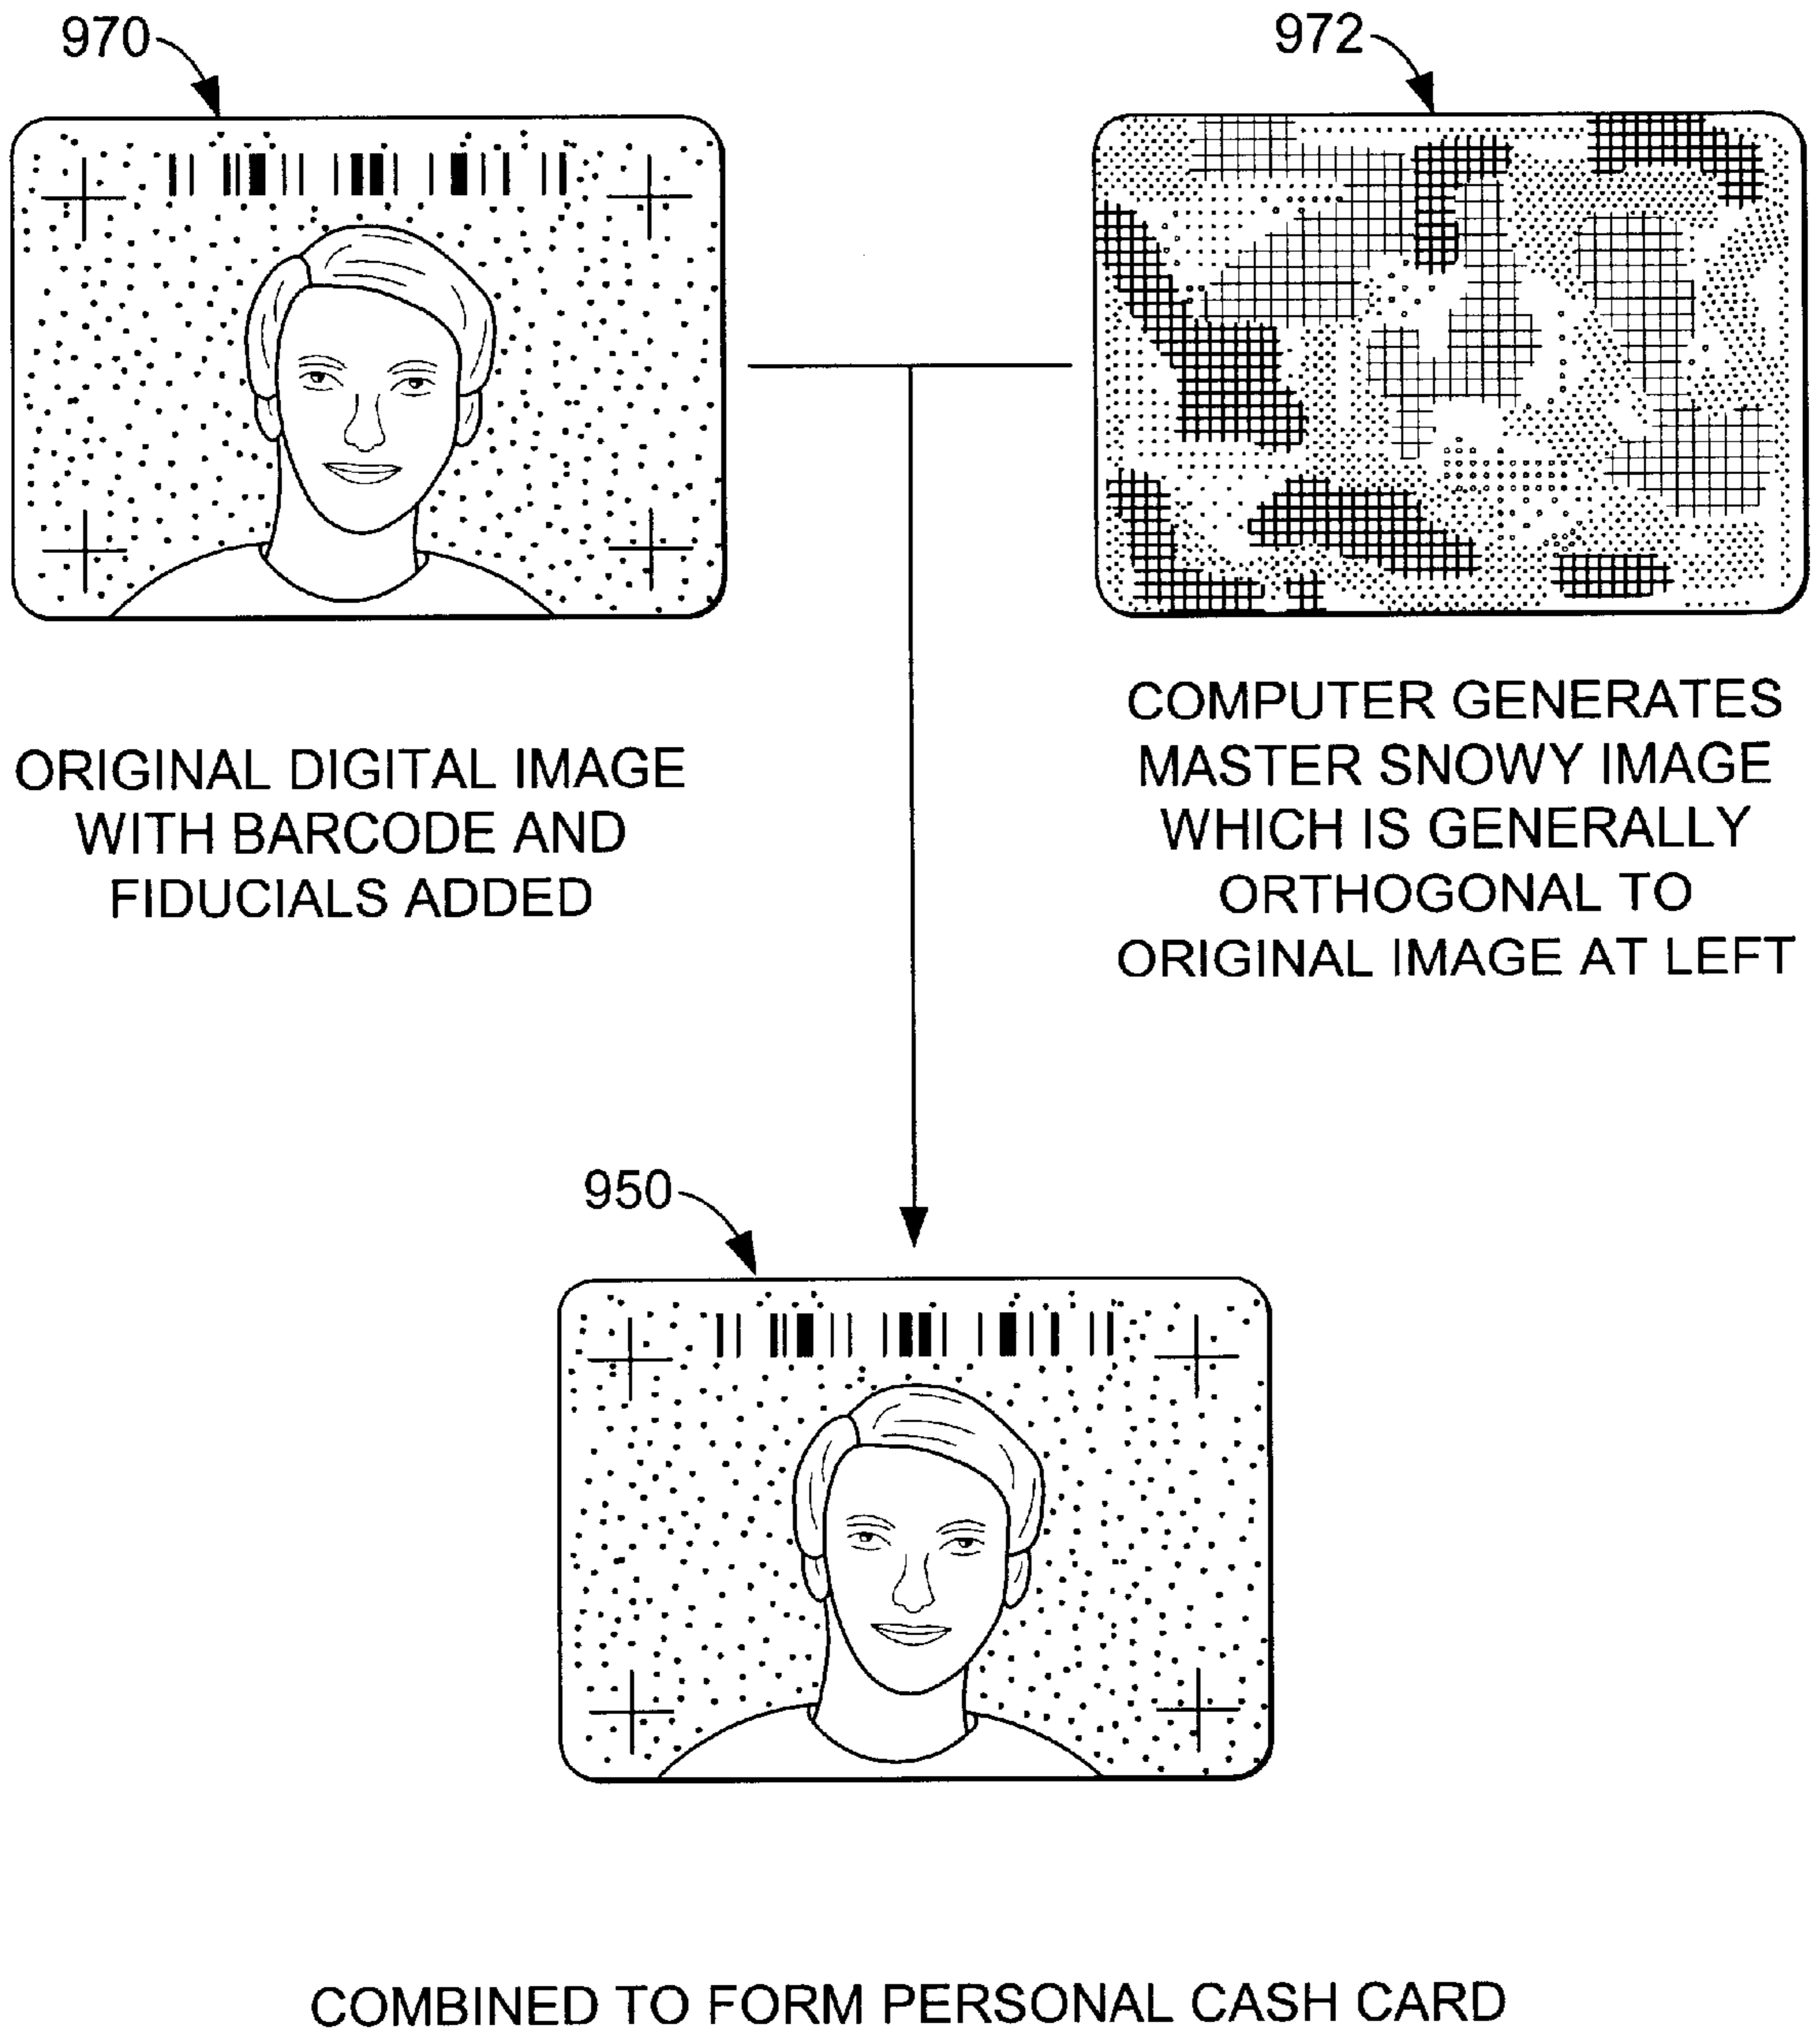 970
972
ORIGINAL DIGITAL IMAGE
WITH BARCODE AND
FIDUCIALS ADDED
COMPUTER GENERATES
MASTER SNOWY IMAGE
WHICH IS GENERALLY
ORTHOGONAL TO
ORIGINAL IMAGE AT LEFT
950
COMBINED TO FORM PERSONAL CASH CARD